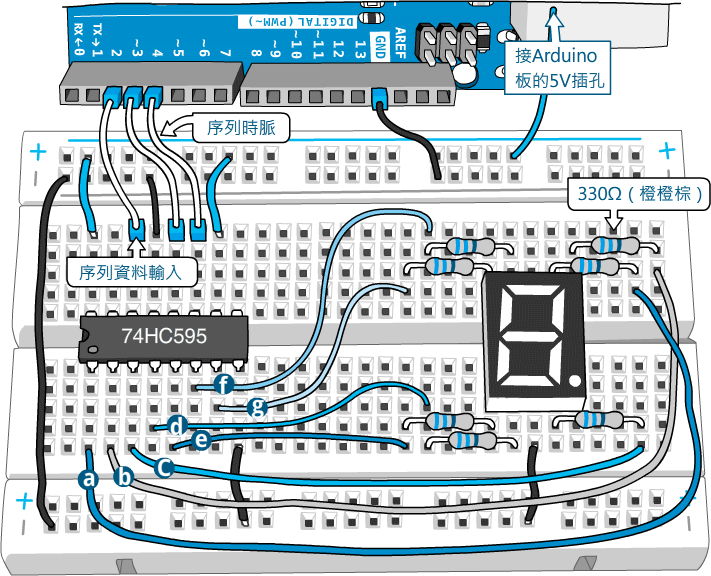 DIGITAL (PWM~)
RX◄0
TX►1
2
~3
4
~5
~6
7
8
~9
~10
~11
12
13
GND
AREF
接Arduino
板的5V插孔
序列時脈
+
+
330Ω（橙橙棕）
序列資料輸入
74HC595
f
g
d
e
a
b
C
+
+